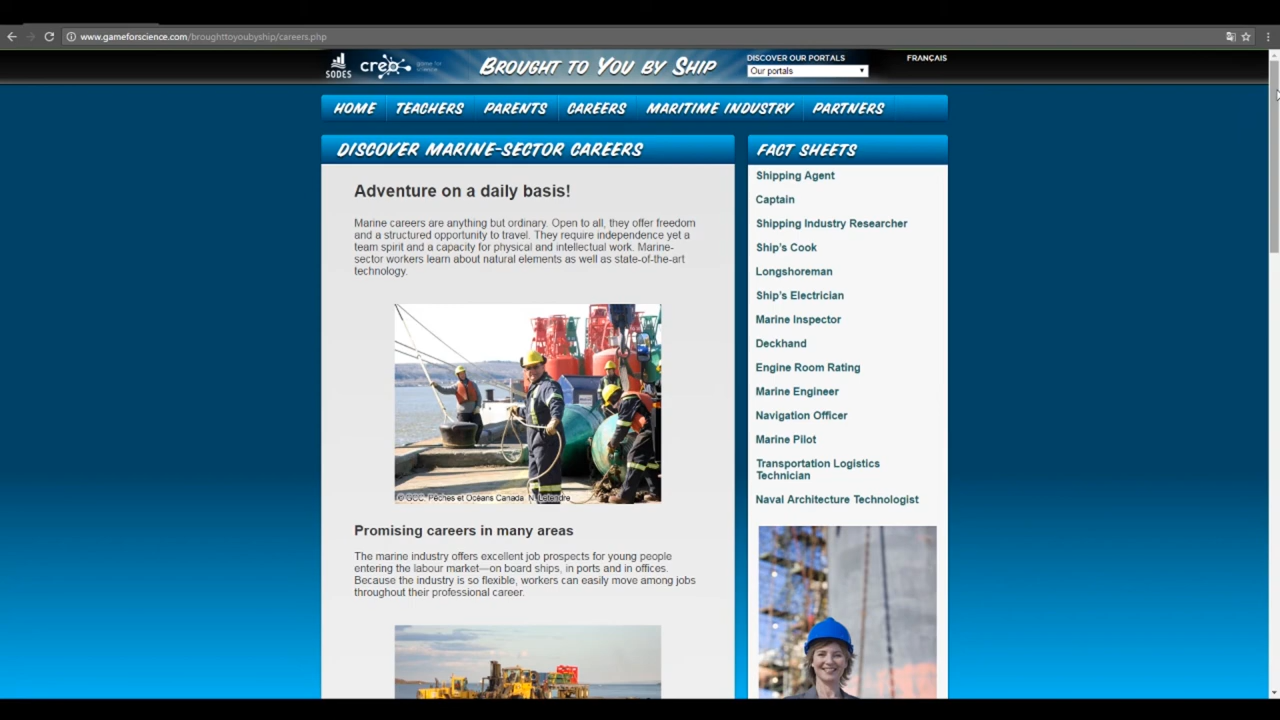 www.gameforscience.com/broughttoyoubyship/careers.php
SODES
creo
game for science
BROUGHT TO YOU BY SHIP
DISCOVER OUR PORTALS
Our portals
FRANÇAIS
HOME TEACHERS PARENTS CAREERS MARITIME INDUSTRY PARTNERS
DISCOVER MARINE-SECTOR CAREERS
Adventure on a daily basis!
Marine careers are anything but ordinary. Open to all, they offer freedom
and a structured opportunity to travel. They require independence yet a
team spirit and a capacity for physical and intellectual work. Marine-
sector workers learn about natural elements as well as state-of-the-art
technology.
© GCC, Pêches et Océans Canada, N. Letendre
Promising careers in many areas
The marine industry offers excellent job prospects for young people
entering the labour market—on board ships, in ports and in offices.
Because the industry is so flexible, workers can easily move among jobs
throughout their professional career.
FACT SHEETS
Shipping Agent
Captain
Shipping Industry Researcher
Ship's Cook
Longshoreman
Ship's Electrician
Marine Inspector
Deckhand
Engine Room Rating
Marine Engineer
Navigation Officer
Marine Pilot
Transportation Logistics
Technician
Naval Architecture Technologist